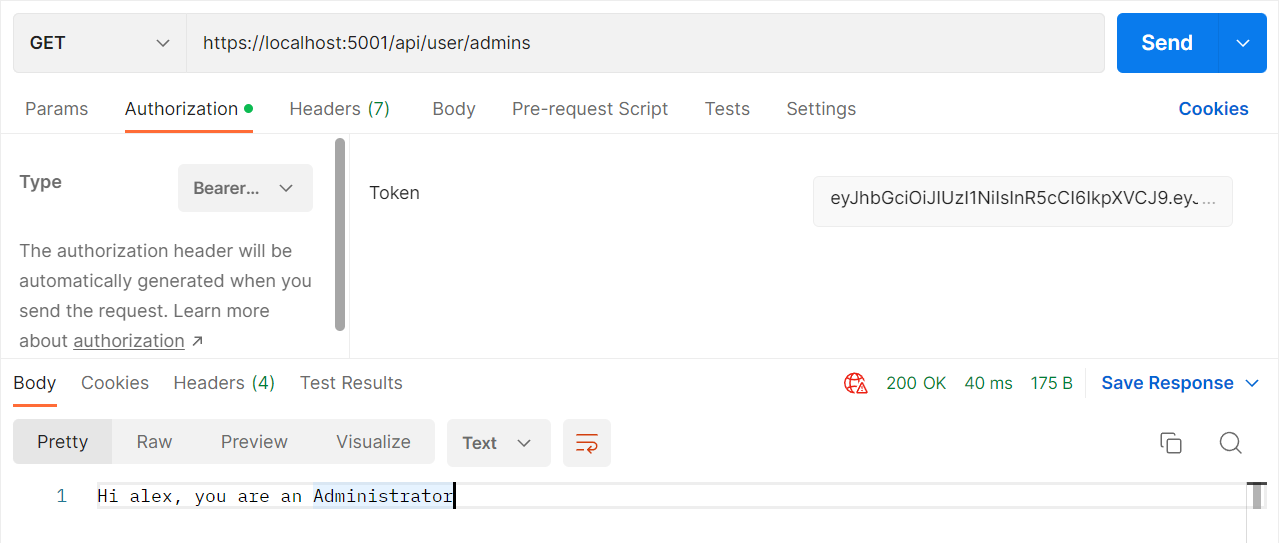 GET https://localhost:5001/api/user/admins Send
Params Authorization Headers (7) Body Pre-request Script Tests Settings Cookies
Type Bearer...
The authorization header will be
automatically generated when you
send the request. Learn more
about authorization ↗
Token eyJhbGciOiJIUzI1NiIsInR5cCI6IkpXVCJ9.eyJ...
Body Cookies Headers (4) Test Results 200 OK 40 ms 175 B Save Response
Pretty Raw Preview Visualize Text
1 Hi alex, you are an Administrator